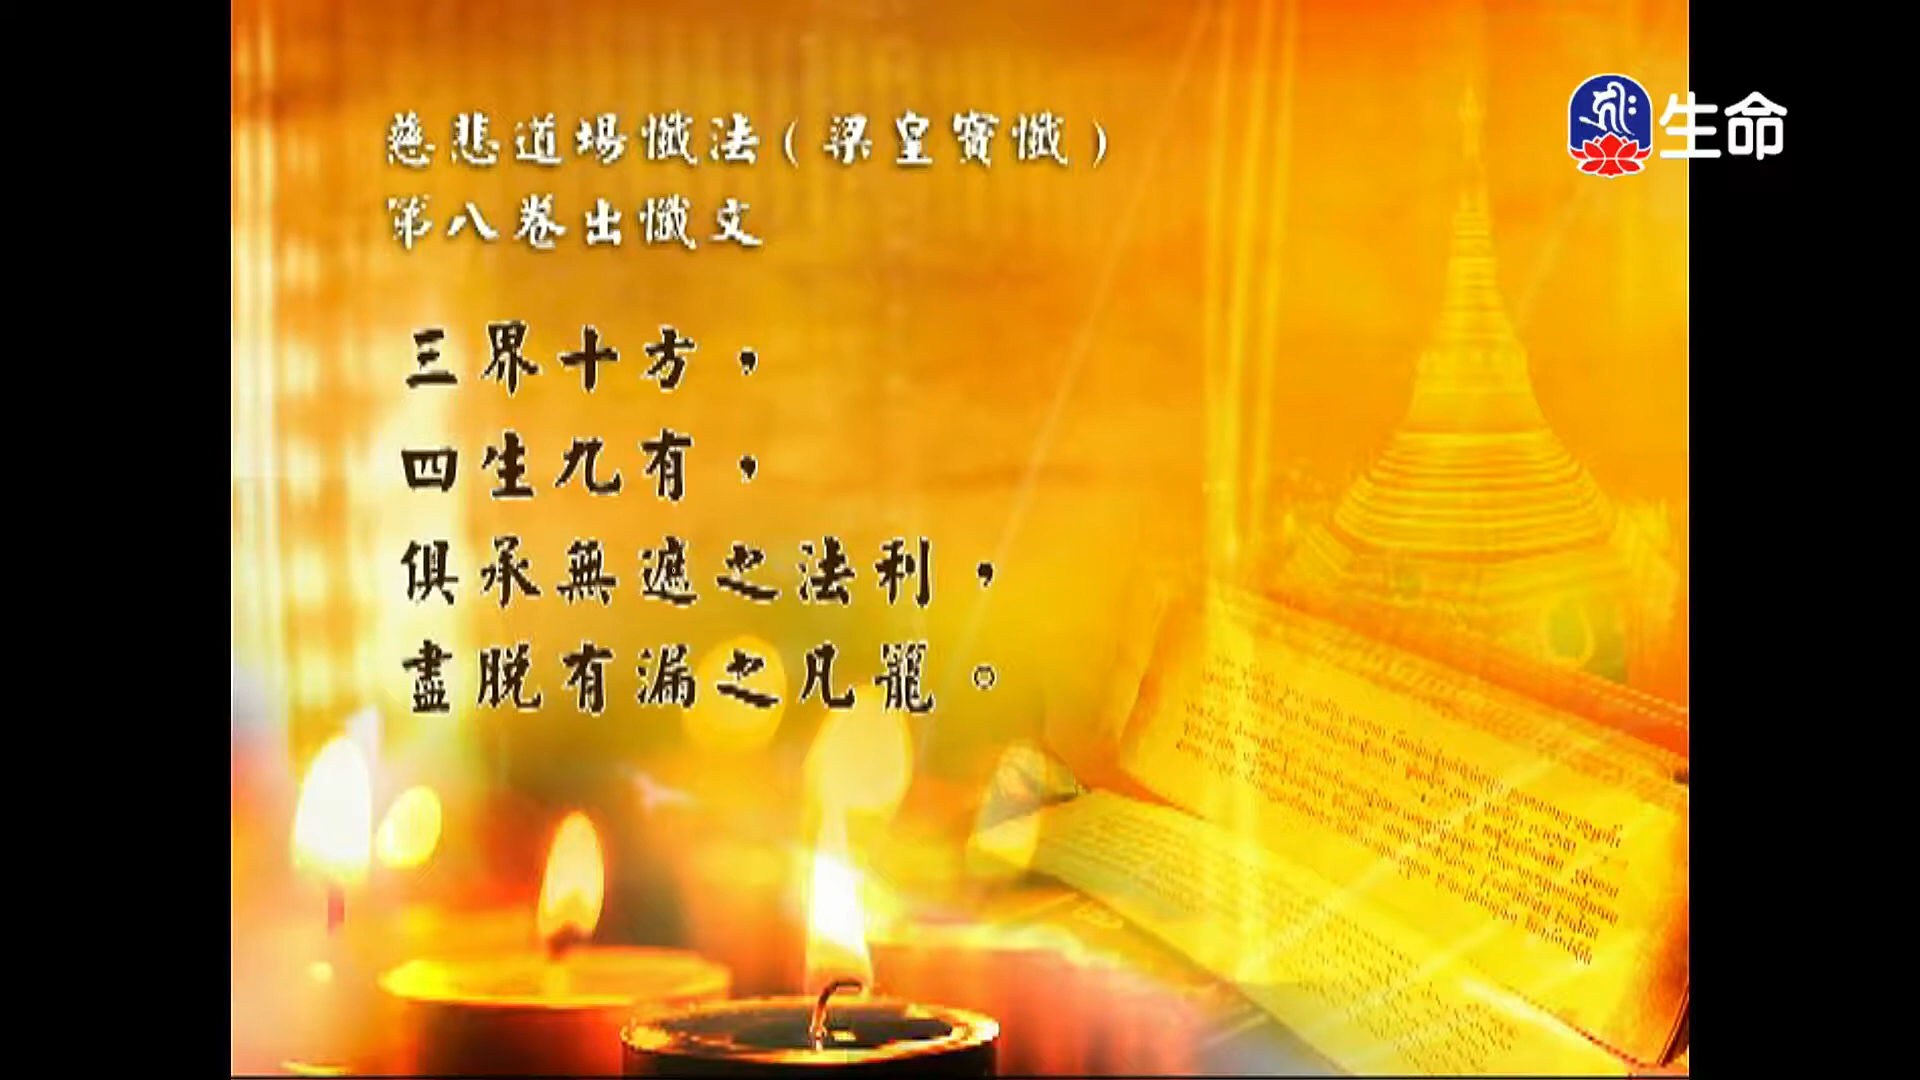 慈悲道場懺法(梁皇寶懺)
第八卷出懺文
三界十方,
四生九有,
俱承無遮之法利,
盡脫有漏之凡籠。
生命